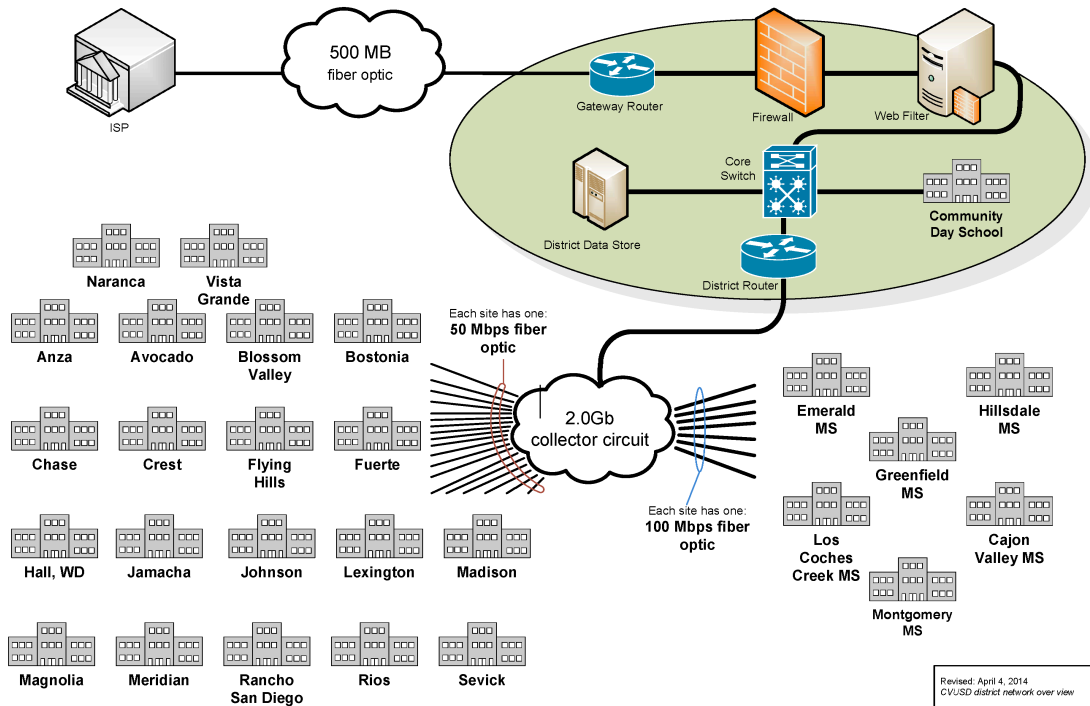 500 MB
fiber optic
ISP
Gateway Router
Firewall
Web Filter
Core
Switch
District Data Store
Community
Day School
District Router
Naranca
Vista
Grande
Anza
Avocado
Blossom
Valley
Bostonia
Chase
Crest
Flying
Hills
Fuerte
Hall, WD
Jamacha
Johnson
Lexington
Madison
Magnolia
Meridian
Rancho
San Diego
Rios
Sevick
Each site has one:
50 Mbps fiber
optic
2.0Gb
collector circuit
Each site has one:
100 Mbps fiber
optic
Emerald
MS
Hillsdale
MS
Greenfield
MS
Los
Coches
Creek MS
Cajon
Valley MS
Montgomery
MS
Revised: April 4, 2014
CVUSD district network over view